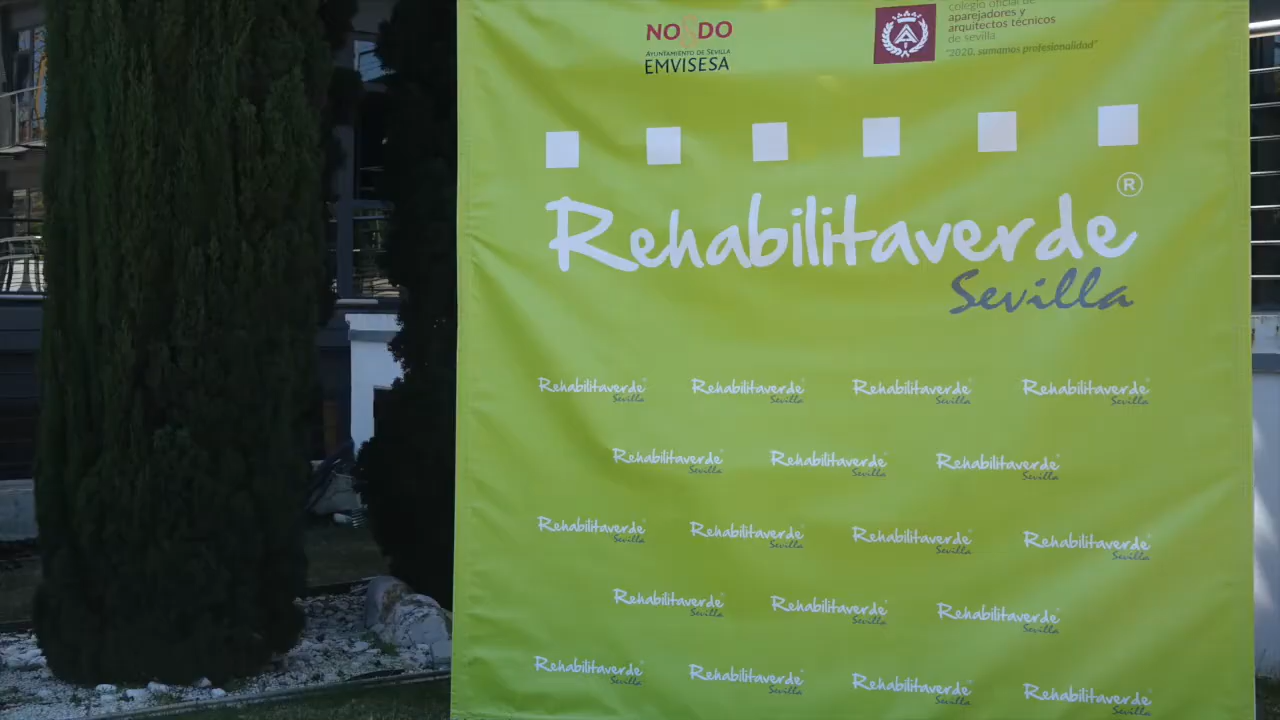 NO DO
AYUNTAMIENTO DE SEVILLA
EMVISESA
colegio oficial de
aparejadores y
arquitectos técnicos
de sevilla
"2020, sumamos profesionalidad"
Rehabilitaverde ®
Sevilla
Rehabilitaverde Rehabilitaverde Rehabilitaverde Rehabilitaverde
Sevilla Sevilla Sevilla Sevilla
Rehabilitaverde Rehabilitaverde Rehabilitaverde
Sevilla Sevilla Sevilla
Rehabilitaverde Rehabilitaverde Rehabilitaverde Rehabilitaverde
Sevilla Sevilla Sevilla Sevilla
Rehabilitaverde Rehabilitaverde Rehabilitaverde
Sevilla Sevilla Sevilla
Rehabilitaverde Rehabilitaverde Rehabilitaverde Rehabilitaverde
Sevilla Sevilla Sevilla Sevilla